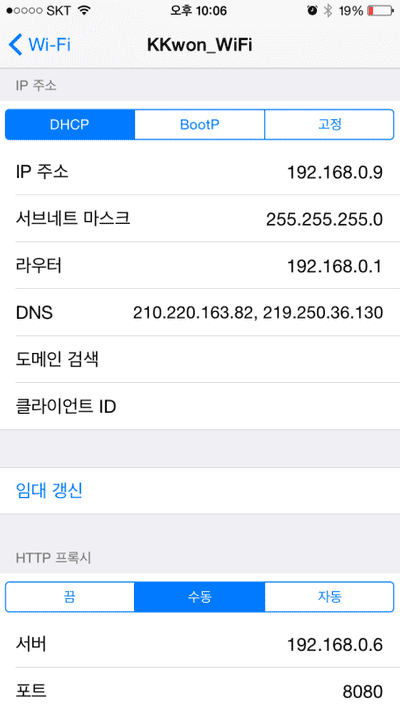 SKT 오후 10:06 19%
Wi-Fi KKwon_WiFi
IP 주소
DHCP BootP 고정
IP 주소 192.168.0.9
서브네트 마스크 255.255.255.0
라우터 192.168.0.1
DNS 210.220.163.82, 219.250.36.130
도메인 검색
클라이언트 ID
임대 갱신
HTTP 프록시
끔 수동 자동
서버 192.168.0.6
포트 8080